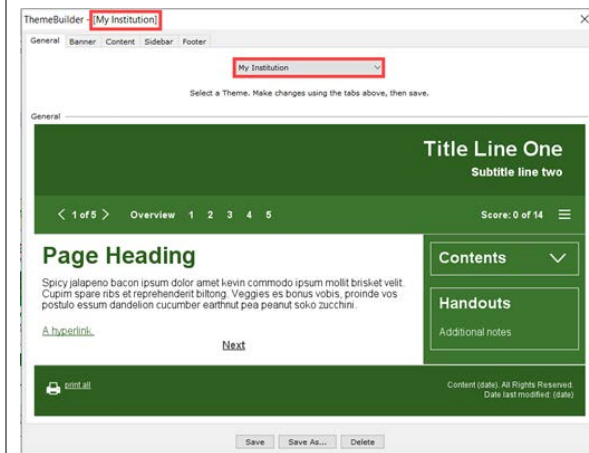 ThemeBuilder - [My Institution]
General Banner Content Sidebar Footer
My Institution
Select a Theme. Make changes using the tabs above, then save.
General
Title Line One
Subtitle line two
< 1 of 5 > Overview 1 2 3 4 5 Score: 0 of 14
Page Heading
Spicy jalapeno bacon ipsum dolor amet kevin commodo ipsum mollit brisket velit.
Cupim spare ribs et reprehenderit biltong. Veggies es bonus vobis, proinde vos
postulo essum dandelion cucumber earthnut pea peanut soko zucchini.
A hyperlink.
Next
Contents
Handouts
Additional notes
print all
Content (date). All Rights Reserved.
Date last modified: (date)
Save Save As... Delete